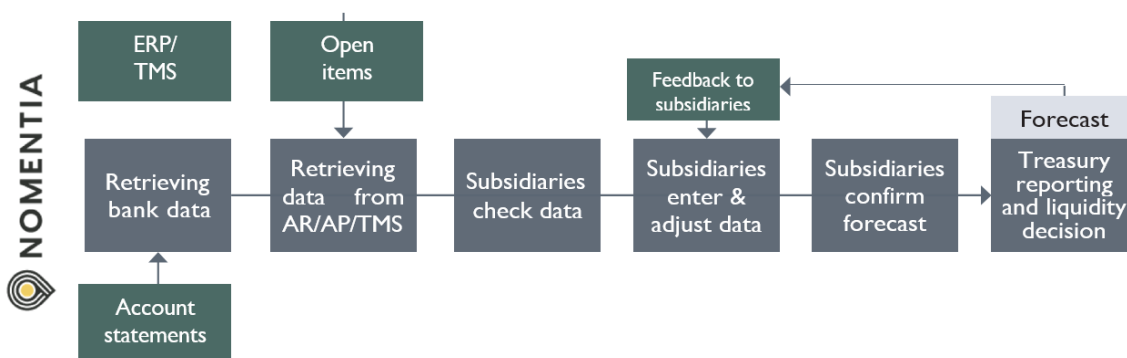 NOMENTIA
ERP/
TMS
Open
items
Feedback to
subsidiaries
Forecast
Retrieving
bank data
Retrieving
data from
AR/AP/TMS
Subsidiaries
check data
Subsidiaries
enter &
adjust data
Subsidiaries
confirm
forecast
Treasury
reporting
and liquidity
decision
Account
statements